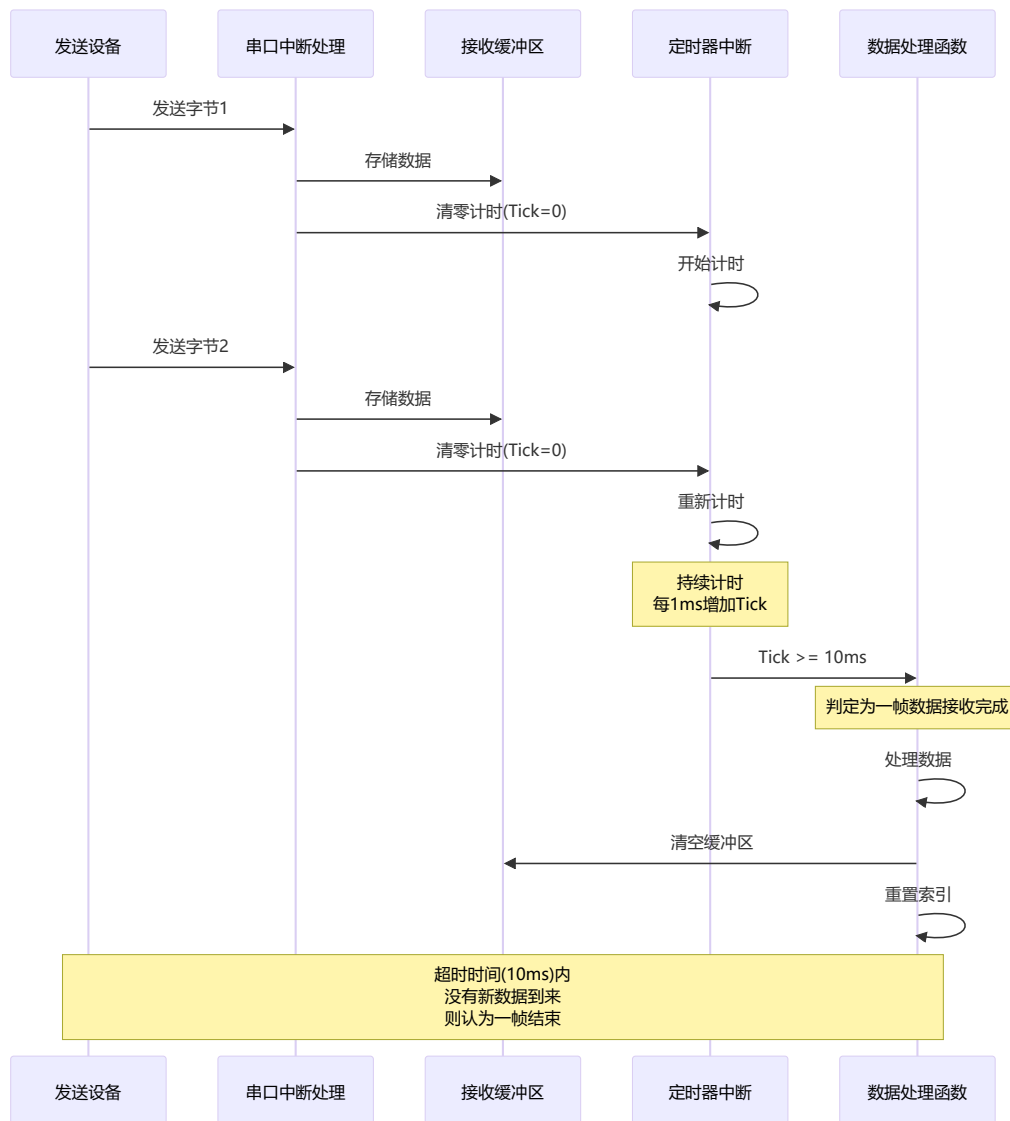 发送设备
串口中断处理
接收缓冲区
定时器中断
数据处理函数
发送字节1
存储数据
清零计时(Tick=0)
开始计时
发送字节2
存储数据
清零计时(Tick=0)
重新计时
持续计时
每1ms增加Tick
Tick >= 10ms
判定为一帧数据接收完成
处理数据
清空缓冲区
重置索引
超时时间(10ms)内
没有新数据到来
则认为一帧结束
发送设备
串口中断处理
接收缓冲区
定时器中断
数据处理函数